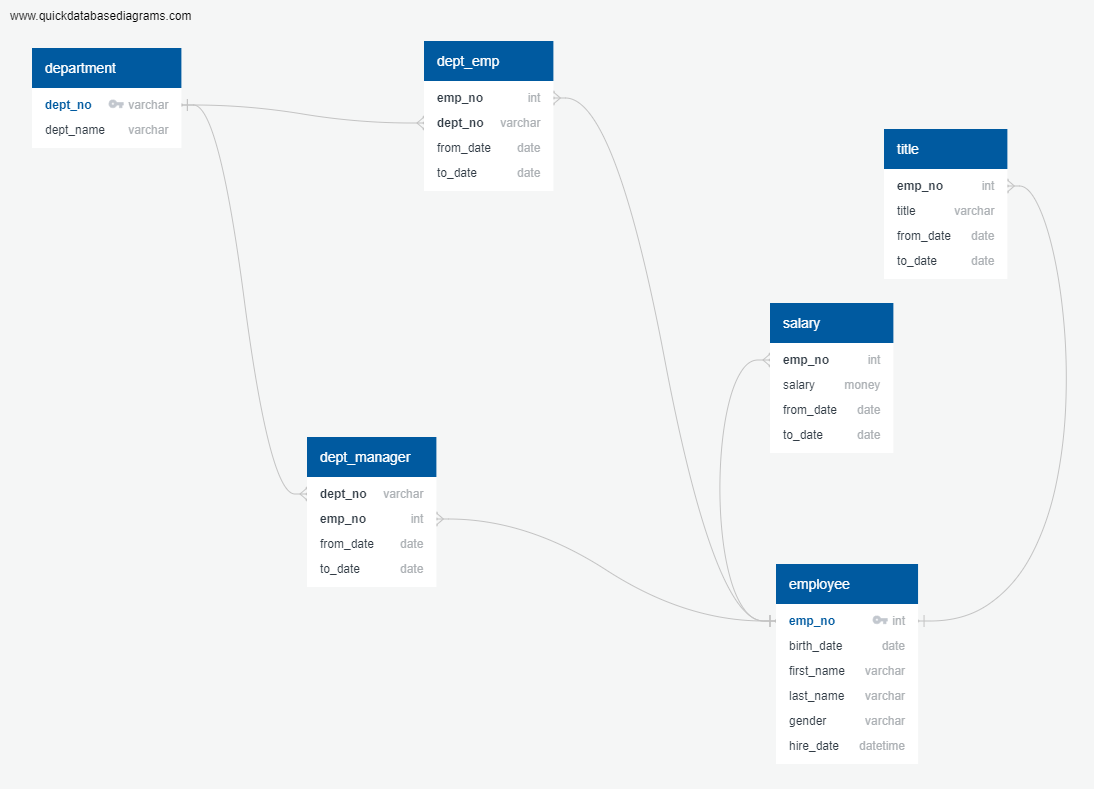 www.quickdatabasediagrams.com
department
dept_no varchar
dept_name varchar
dept_emp
emp_no int
dept_no varchar
from_date date
to_date date
title
emp_no int
title varchar
from_date date
to_date date
salary
emp_no int
salary money
from_date date
to_date date
dept_manager
dept_no varchar
emp_no int
from_date date
to_date date
employee
emp_no int
birth_date date
first_name varchar
last_name varchar
gender varchar
hire_date datetime